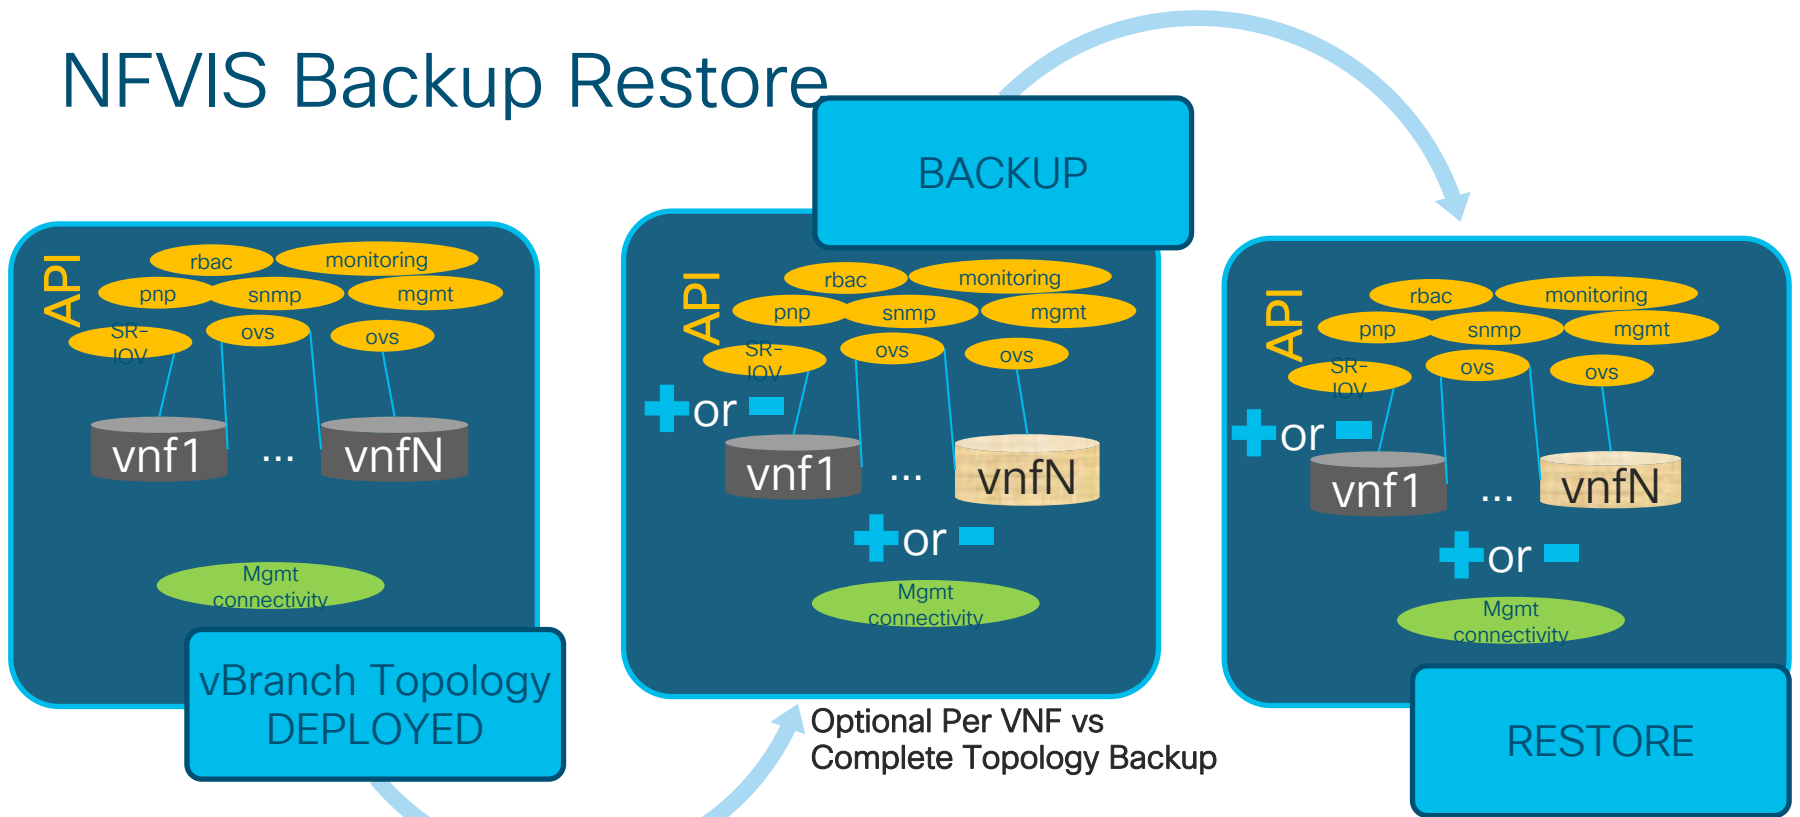 NFVIS Backup Restore
API
rbac
monitoring
pnp
snmp
mgmt
SR-
IOV
ovs
ovs
vnf1
...
vnfN
Mgmt
connectivity
vBranch Topology
DEPLOYED
BACKUP
API
rbac
monitoring
pnp
snmp
mgmt
SR-
IOV
ovs
ovs
+or -
vnf1
...
vnfN
+or -
Mgmt
connectivity
Optional Per VNF vs
Complete Topology Backup
API
rbac
monitoring
pnp
snmp
mgmt
SR-
IOV
ovs
ovs
+or -
vnf1
...
vnfN
+or -
Mgmt
connectivity
RESTORE